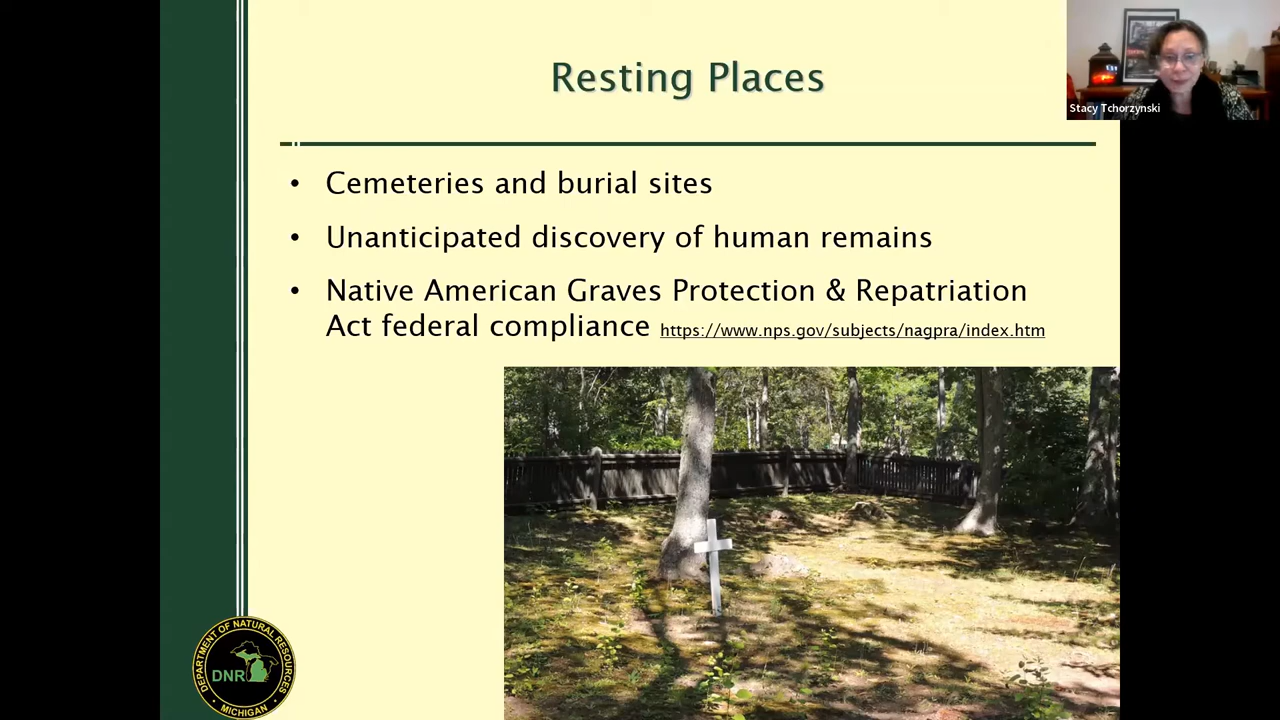 Resting Places
Stacy Tchorzynski
• Cemeteries and burial sites
• Unanticipated discovery of human remains
• Native American Graves Protection & Repatriation
Act federal compliance https://www.nps.gov/subjects/nagpra/index.htm
DEPARTMENT OF NATURAL RESOURCES
DNR
MICHIGAN